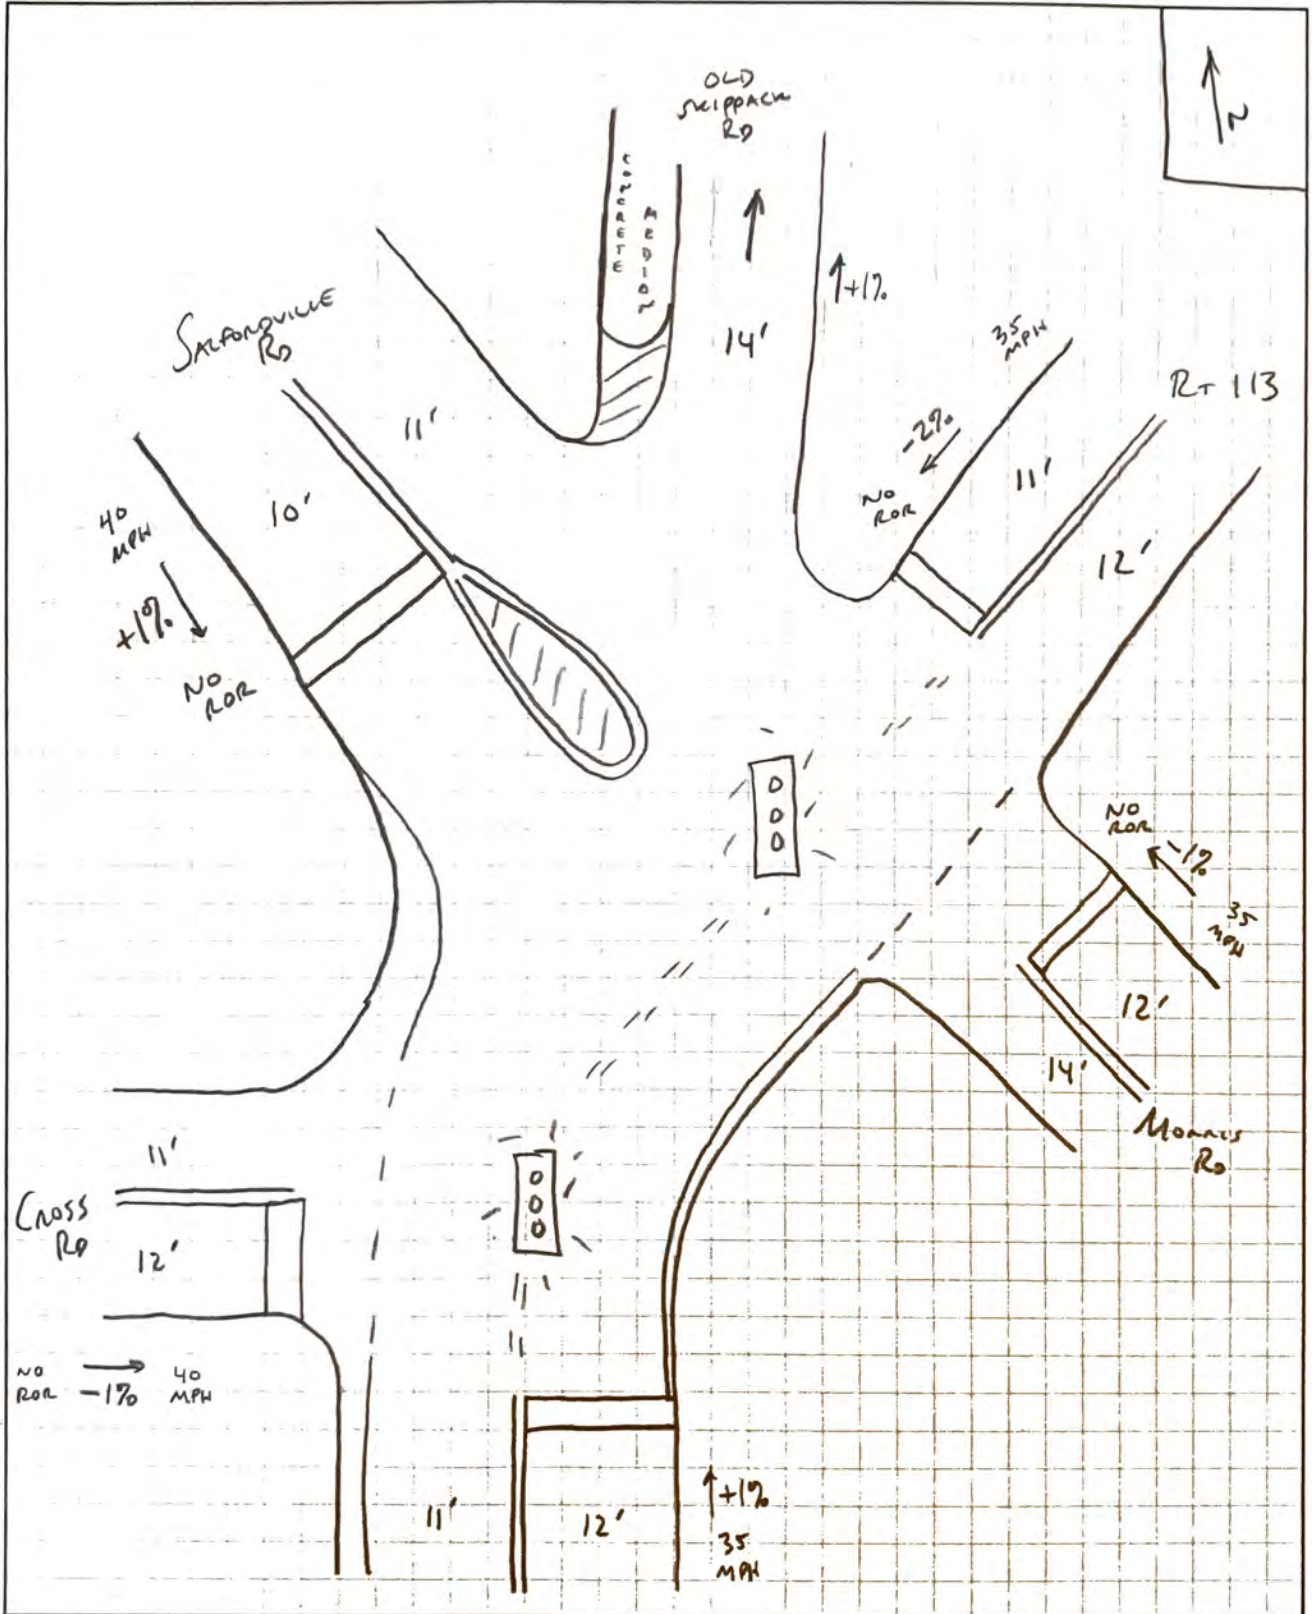 OLD
SKIPPACK
RD
N
CONCRETE
MEDION
+1%
14'
35
MPH
SALFORDVILLE
RD
RT 113
11'
-2%
11'
10'
NO
ROR
40
MPH
12'
+1%
NO
ROR
NO
ROR
-1%
35
MPH
12'
14'
MORRIS
RD
11'
CROSS
RD
12'
NO
ROR
-1%
40
MPH
+1%
11'
12'
35
MPH